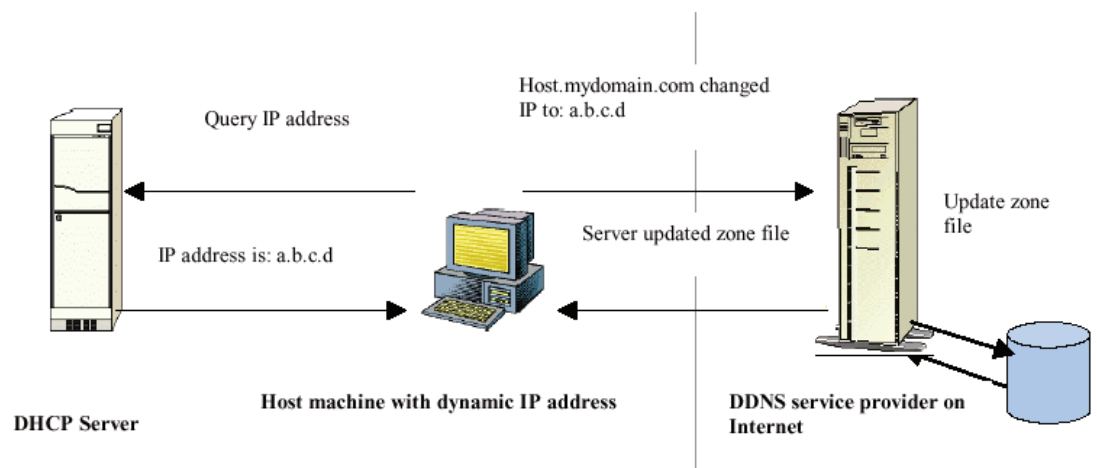 Host.mydomain.com changed
IP to: a.b.c.d
Query IP address
Update zone
file
Server updated zone file
IP address is: a.b.c.d
Host machine with dynamic IP address
DDNS service provider on
Internet
DHCP Server